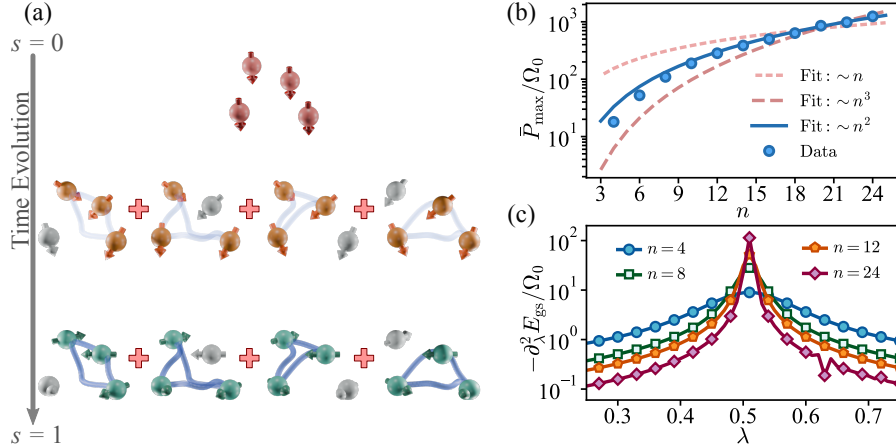 (a)
s = 0
Time Evolution
s = 1
(b)
P̄max/Ω0
10³
10²
10¹
Fit: ~ n
Fit: ~ n³
Fit: ~ n²
Data
3 6 9 12 15 18 21 24
n
(c)
−∂²λEgs/Ω0
10²
10¹
10⁰
10⁻¹
n = 4
n = 8
n = 12
n = 24
0.3 0.4 0.5 0.6 0.7
λ